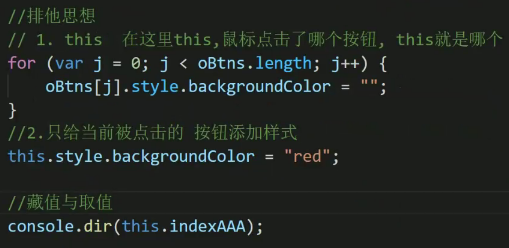 //排他思想
// 1. this  在这里this,鼠标点击了哪个按钮, this就是哪个
for (var j = 0; j < oBtns.length; j++) {
    oBtns[j].style.backgroundColor = "";
}
//2.只给当前被点击的 按钮添加样式
this.style.backgroundColor = "red";
//藏值与取值
console.dir(this.indexAAA);